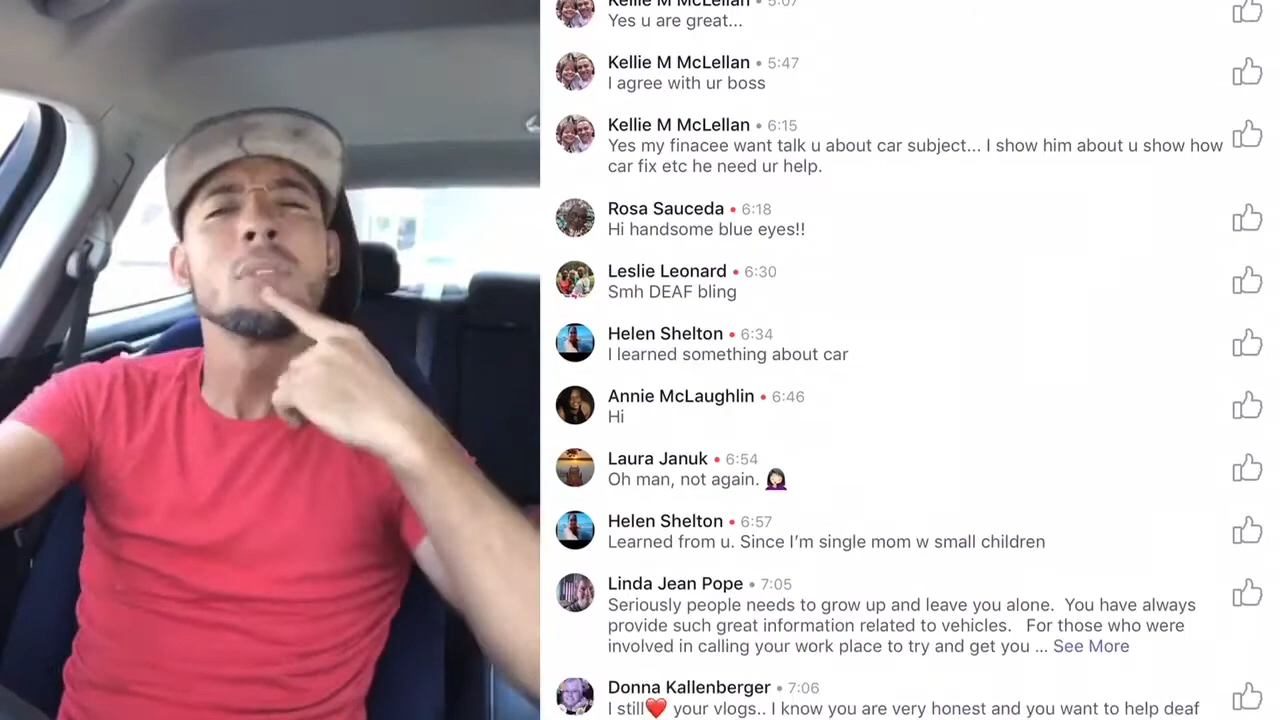 Kellie M McLellan • 5:07
Yes u are great...
Kellie M McLellan • 5:47
I agree with ur boss
Kellie M McLellan • 6:15
Yes my finacee want talk u about car subject... I show him about u show how
car fix etc he need ur help.
Rosa Sauceda • 6:18
Hi handsome blue eyes!!
Leslie Leonard • 6:30
Smh DEAF bling
Helen Shelton • 6:34
I learned something about car
Annie McLaughlin • 6:46
Hi
Laura Januk • 6:54
Oh man, not again. 🤦🏻‍♀️
Helen Shelton • 6:57
Learned from u. Since I’m single mom w small children
Linda Jean Pope • 7:05
Seriously people needs to grow up and leave you alone.  You have always
provide such great information related to vehicles.   For those who were
involved in calling your work place to try and get you ... See More
Donna Kallenberger • 7:06
I still❤️ your vlogs.. I know you are very honest and you want to help deaf